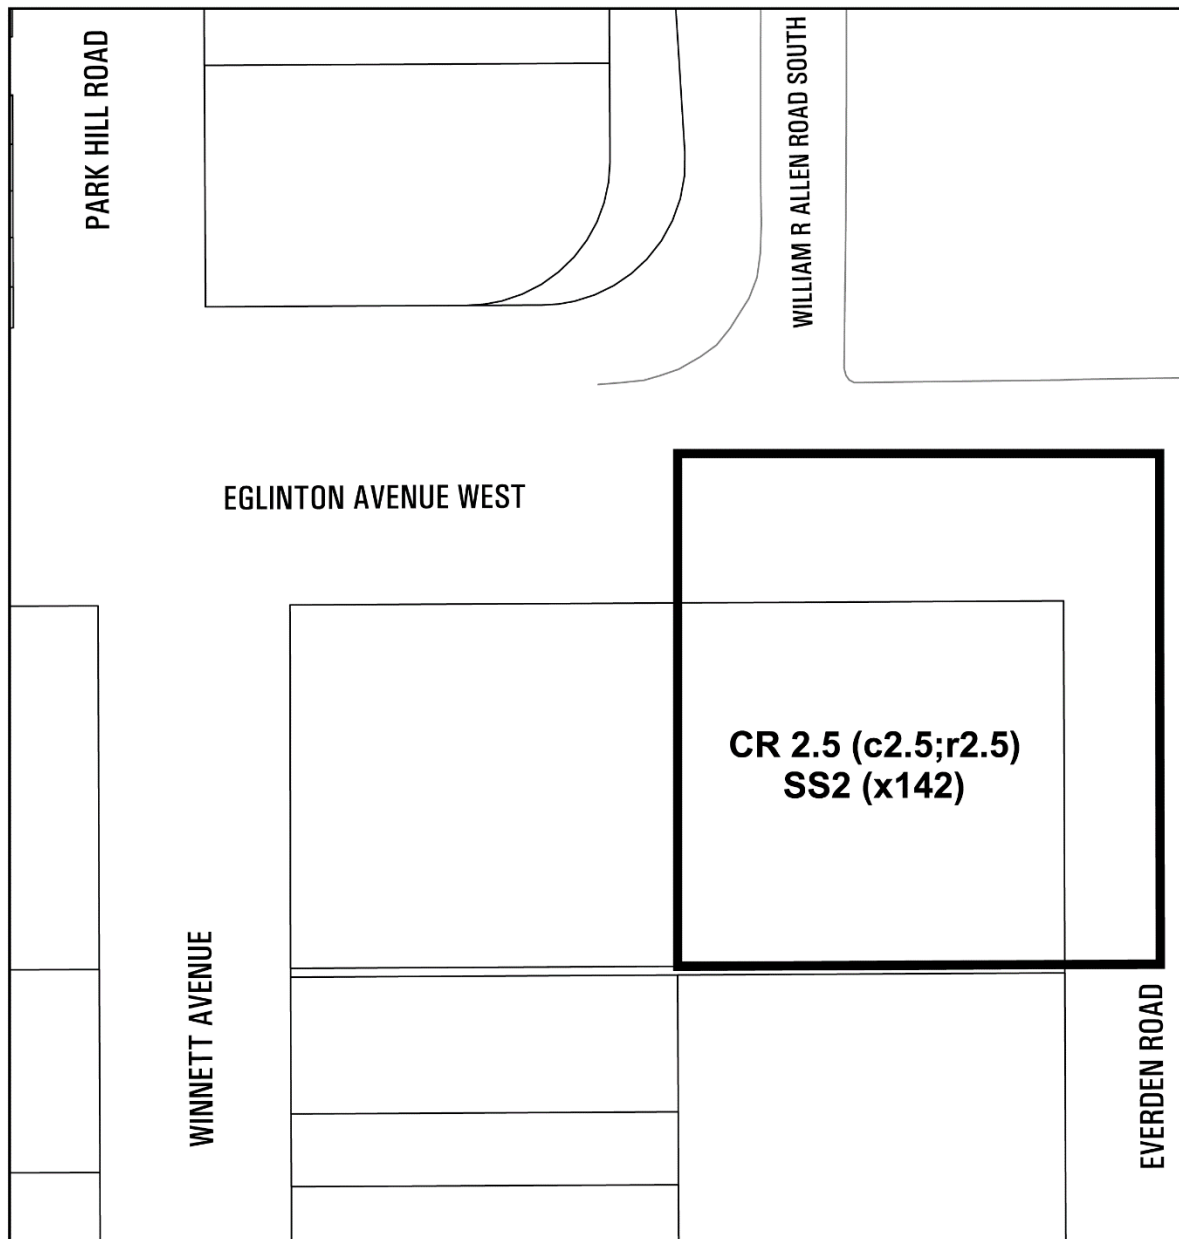 PARK HILL ROAD
WILLIAM R ALLEN ROAD SOUTH
EGLINTON AVENUE WEST
CR 2.5 (c2.5;r2.5)
SS2 (x142)
WINNETT AVENUE
EVERDEN ROAD